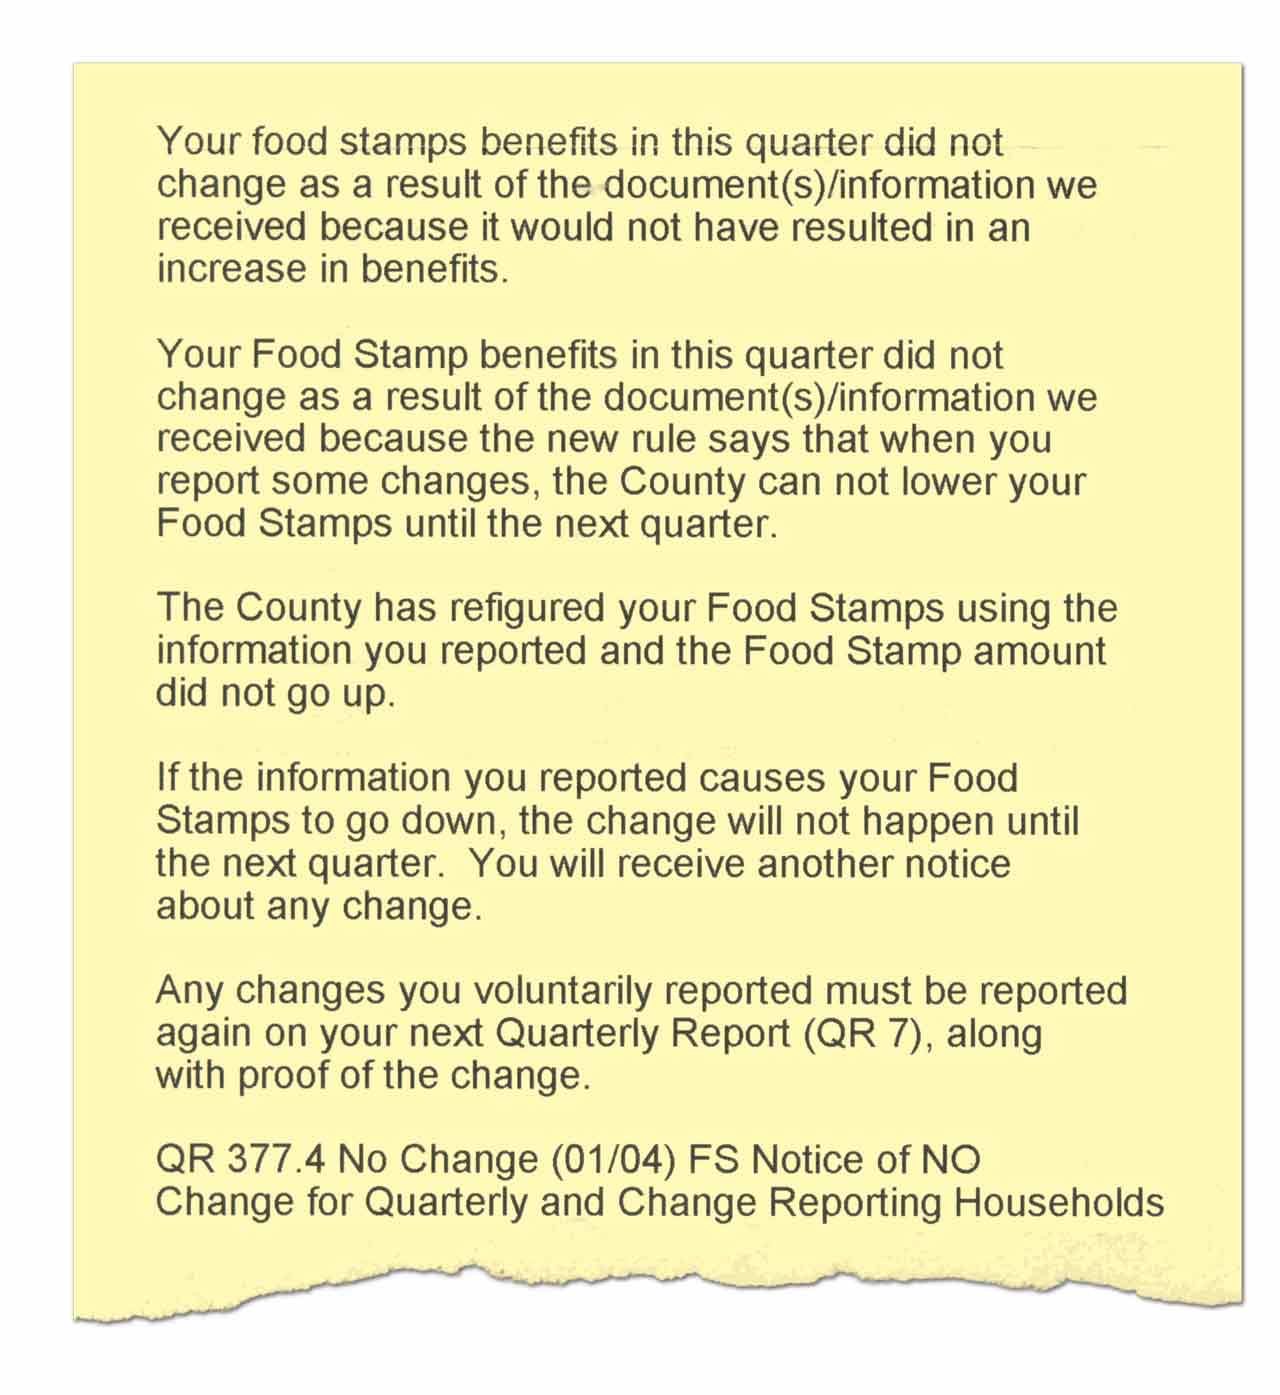 Your food stamps benefits in this quarter did not
change as a result of the document(s)/information we
received because it would not have resulted in an
increase in benefits.
Your Food Stamp benefits in this quarter did not
change as a result of the document(s)/information we
received because the new rule says that when you
report some changes, the County can not lower your
Food Stamps until the next quarter.
The County has refigured your Food Stamps using the
information you reported and the Food Stamp amount
did not go up.
If the information you reported causes your Food
Stamps to go down, the change will not happen until
the next quarter.  You will receive another notice
about any change.
Any changes you voluntarily reported must be reported
again on your next Quarterly Report (QR 7), along
with proof of the change.
QR 377.4 No Change (01/04) FS Notice of NO
Change for Quarterly and Change Reporting Households